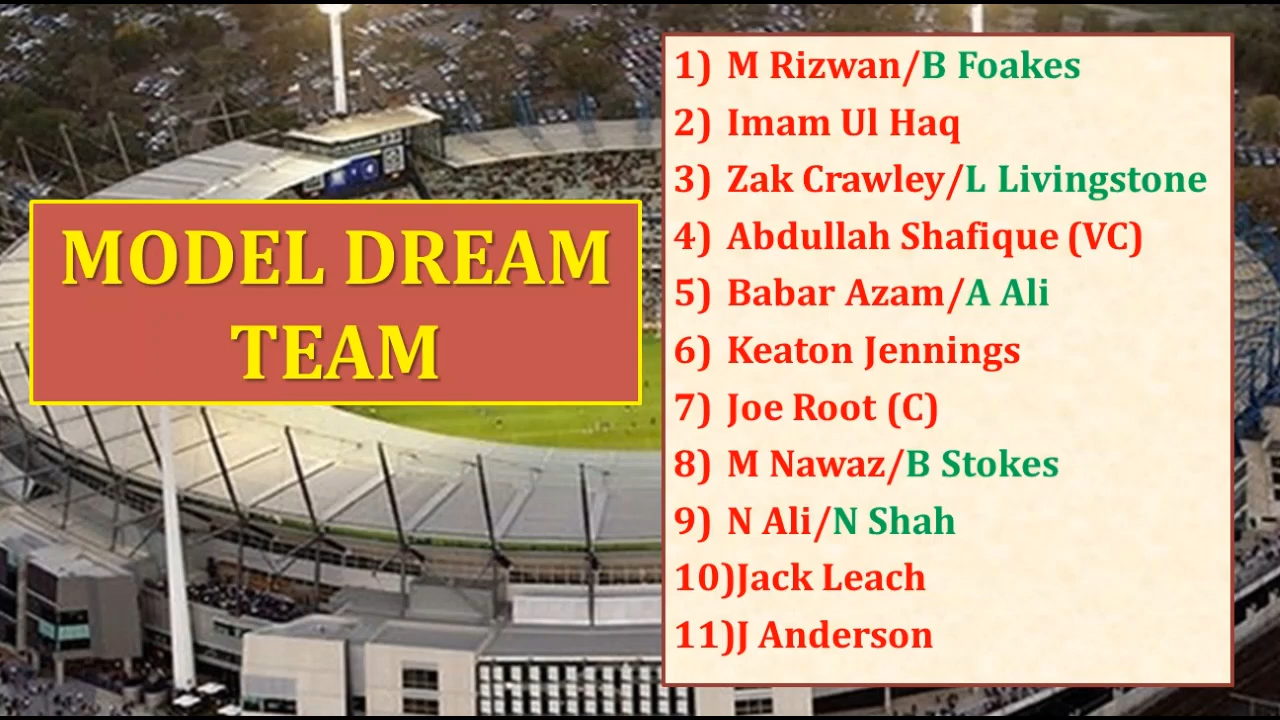 MODEL DREAM
TEAM
1) M Rizwan/B Foakes
2) Imam Ul Haq
3) Zak Crawley/L Livingstone
4) Abdullah Shafique (VC)
5) Babar Azam/A Ali
6) Keaton Jennings
7) Joe Root (C)
8) M Nawaz/B Stokes
9) N Ali/N Shah
10)Jack Leach
11)J Anderson